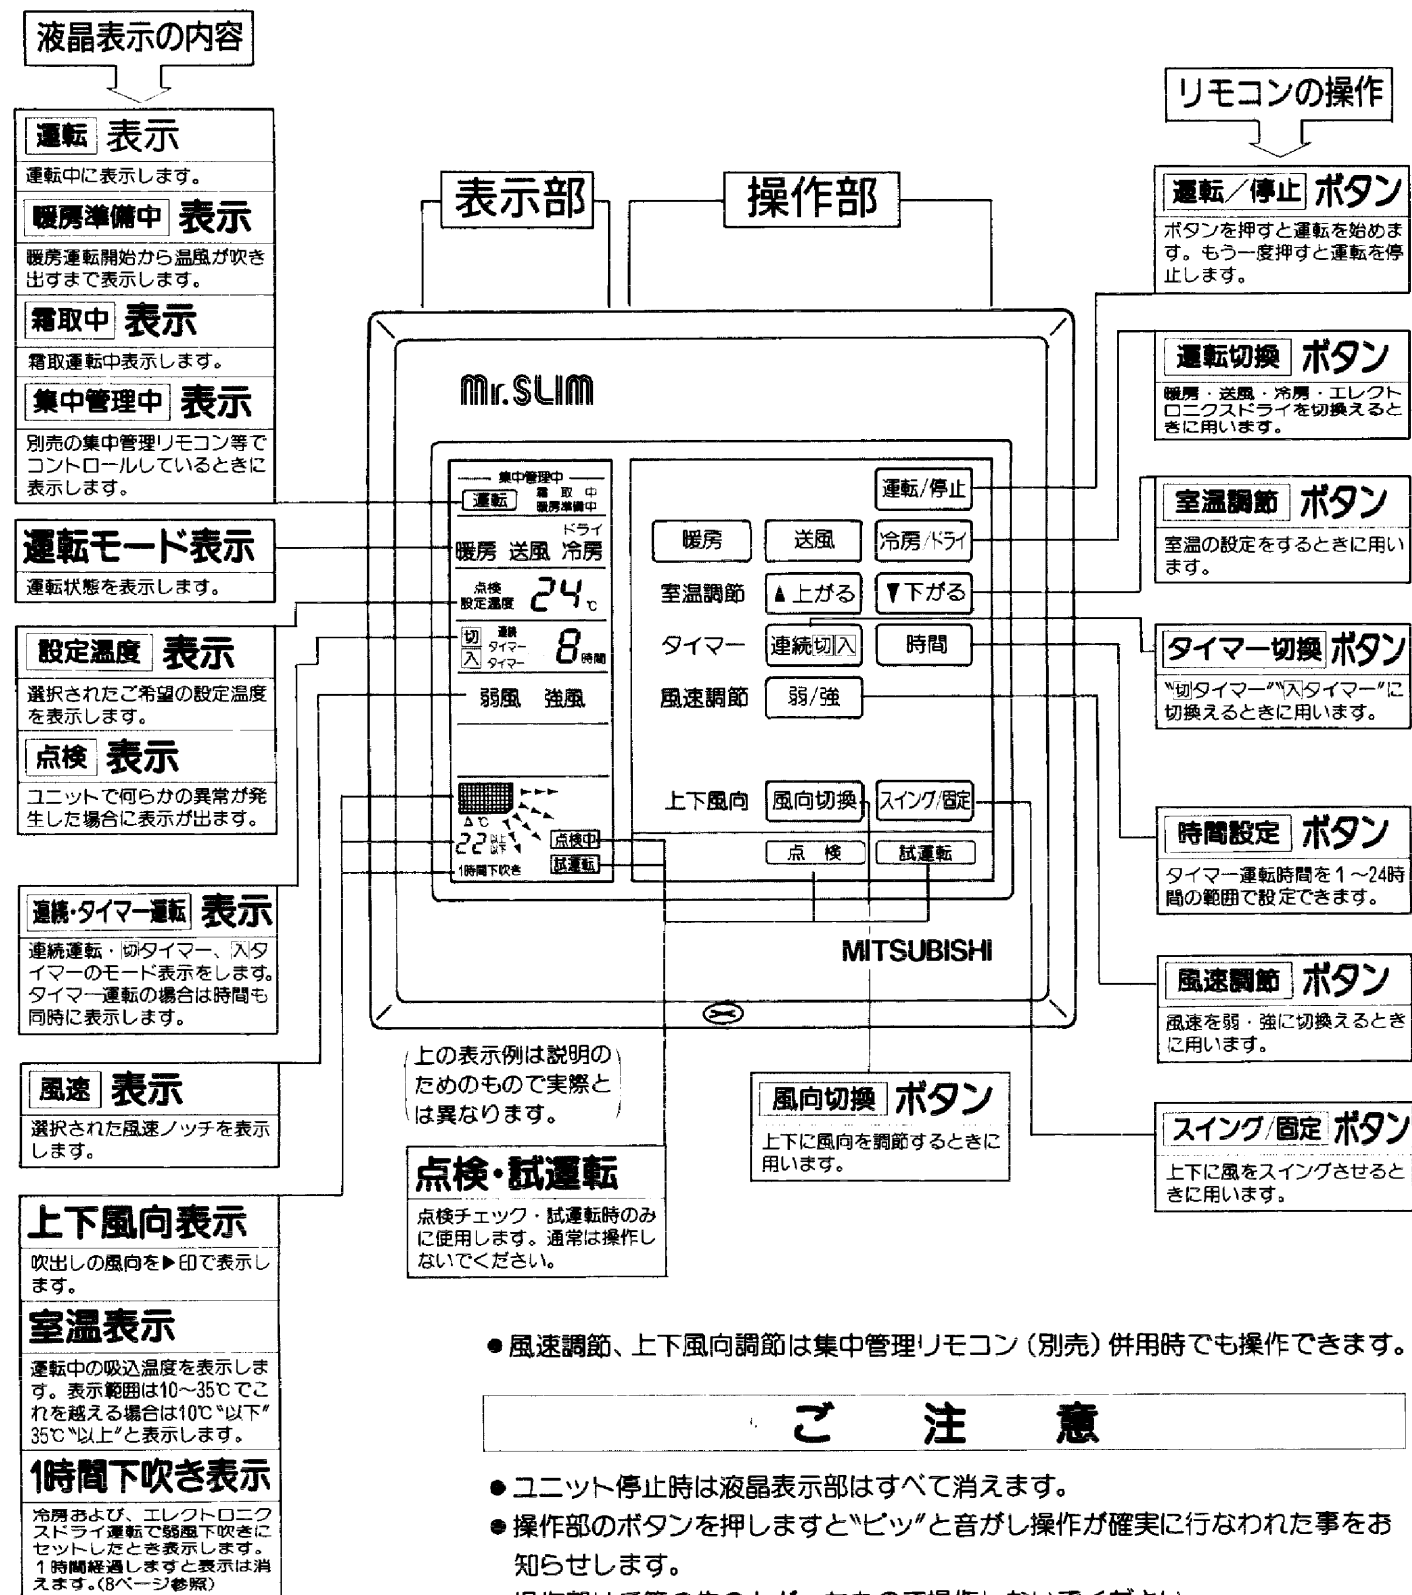 液晶表示の内容
運転 表示
運転中に表示します。
暖房準備中 表示
暖房運転開始から温風が吹き
出すまで表示します。
霜取中 表示
霜取運転中表示します。
集中管理中 表示
別売の集中管理リモコン等で
コントロールしているときに
表示します。
運転モード表示
運転状態を表示します。
設定温度 表示
選択されたご希望の設定温度
を表示します。
点検 表示
ユニットで何らかの異常が発
生した場合に表示が出ます。
連続・タイマー運転 表示
連続運転・切タイマー、入タ
イマーのモード表示をします。
タイマー運転の場合は時間も
同時に表示します。
風速 表示
選択された風速ノッチを表示
します。
上下風向表示
吹出しの風向を▶印で表示し
ます。
室温表示
運転中の吸込温度を表示しま
す。表示範囲は10～35℃でこ
れを越える場合は10℃〝以下〞
35℃〝以上〞と表示します。
1時間下吹き表示
冷房および、エレクトロニク
スドライ運転で弱風下吹きに
セットしたとき表示します。
1時間経過しますと表示は消
えます。(8ページ参照)
表示部
操作部
Mr.SLIM
集中管理中
運転
霜取中
暖房準備中
ドライ
暖房 送風 冷房
点検
設定温度 24℃
連続
切 タイマー
入 タイマー
8時間
弱風 強風
Δ℃
22 以上
以下
点検中
1時間下吹き
試運転
運転/停止
暖房 送風 冷房/ドライ
室温調節 ▲上がる ▼下がる
タイマー 連続切入 時間
風速調節 弱/強
上下風向 風向切換 スイング/固定
点検 試運転
MITSUBISHI
(上の表示例は説明の
ためのもので実際と
は異なります。)
点検・試運転
点検チェック・試運転時のみ
に使用します。通常は操作し
ないでください。
風向切換 ボタン
上下に風向を調節するときに
用います。
リモコンの操作
運転／停止 ボタン
ボタンを押すと運転を始めま
す。もう一度押すと運転を停
止します。
運転切換 ボタン
暖房・送風・冷房・エレクト
ロニクスドライを切換えると
きに用います。
室温調節 ボタン
室温の設定をするときに用い
ます。
タイマー切換 ボタン
〝切タイマー〞〝入タイマー〞に
切換えるときに用います。
時間設定 ボタン
タイマー運転時間を1～24時
間の範囲で設定できます。
風速調節 ボタン
風速を弱・強に切換えるとき
に用います。
スイング/固定 ボタン
上下に風をスイングさせると
きに用います。
●風速調節、上下風向調節は集中管理リモコン(別売)併用時でも操作できます。
ご注意
●ユニット停止時は液晶表示部はすべて消えます。
●操作部のボタンを押しますと〝ピッ〞と音がし操作が確実に行なわれた事をお
知らせします。